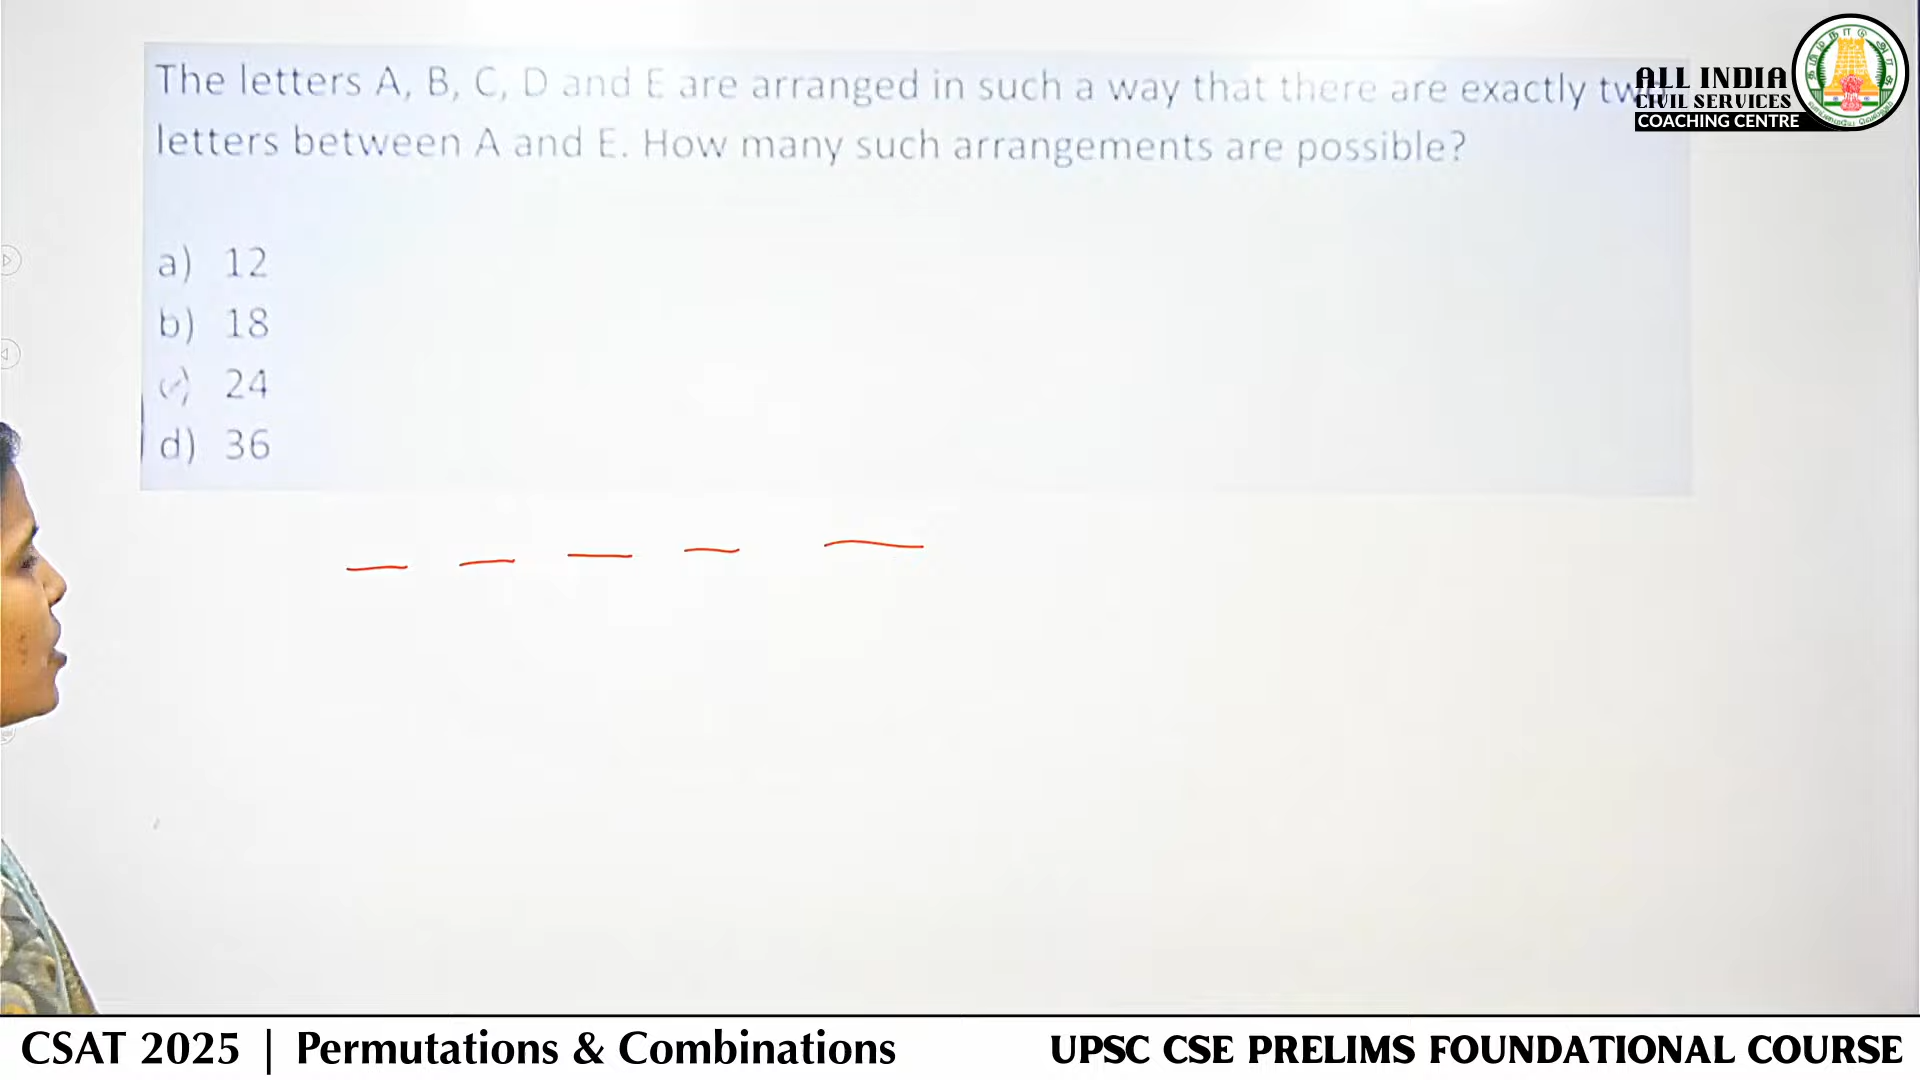 The letters A, B, C, D and E are arranged in such a way that there are exactly two
letters between A and E. How many such arrangements are possible?
a) 12
b) 18
c) 24
d) 36
ALL INDIA
CIVIL SERVICES
COACHING CENTRE
CSAT 2025 | Permutations & Combinations
UPSC CSE PRELIMS FOUNDATIONAL COURSE